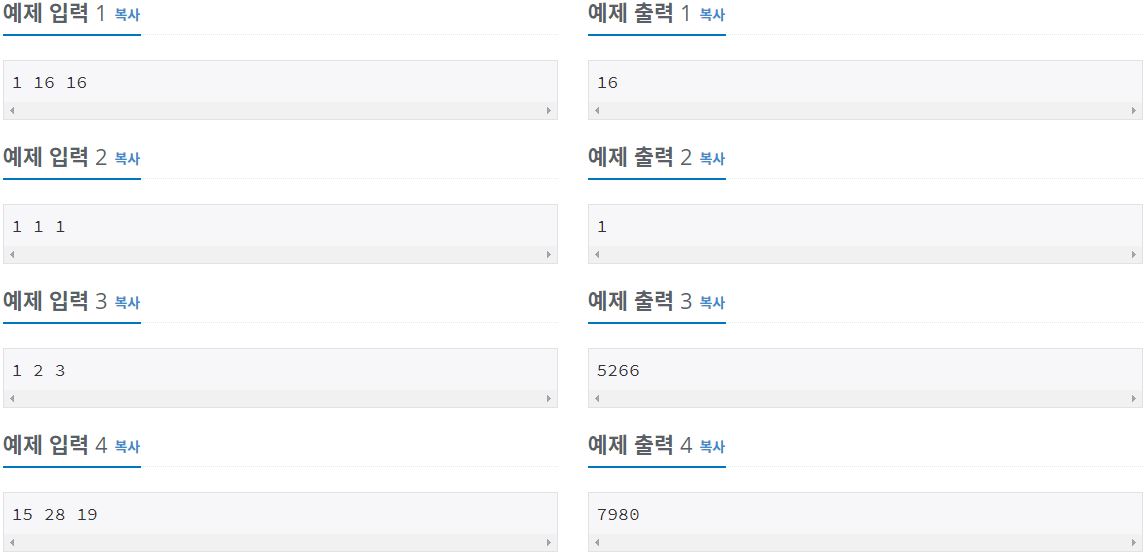 예제 입력 1 복사
예제 출력 1 복사
1 16 16
16
예제 입력 2 복사
예제 출력 2 복사
1 1 1
1
예제 입력 3 복사
예제 출력 3 복사
1 2 3
5266
예제 입력 4 복사
예제 출력 4 복사
15 28 19
7980